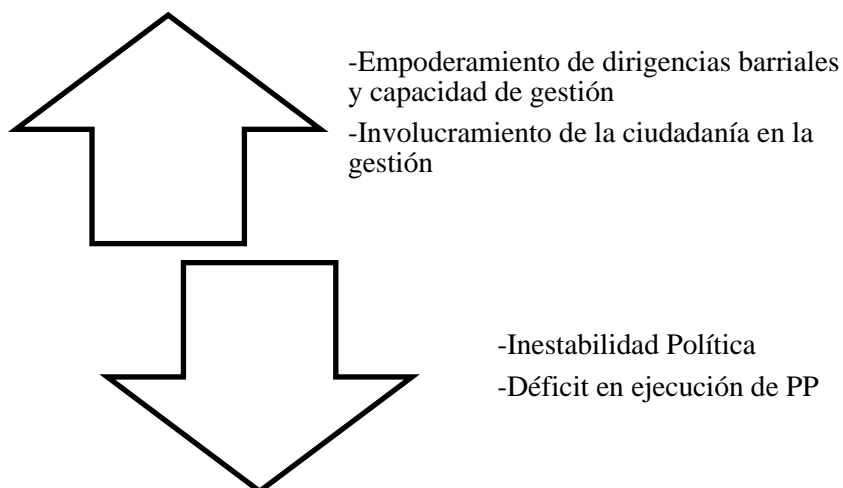 -Empoderamiento de dirigencias barriales
y capacidad de gestión
-Involucramiento de la ciudadanía en la
gestión
-Inestabilidad Política
-Déficit en ejecución de PP